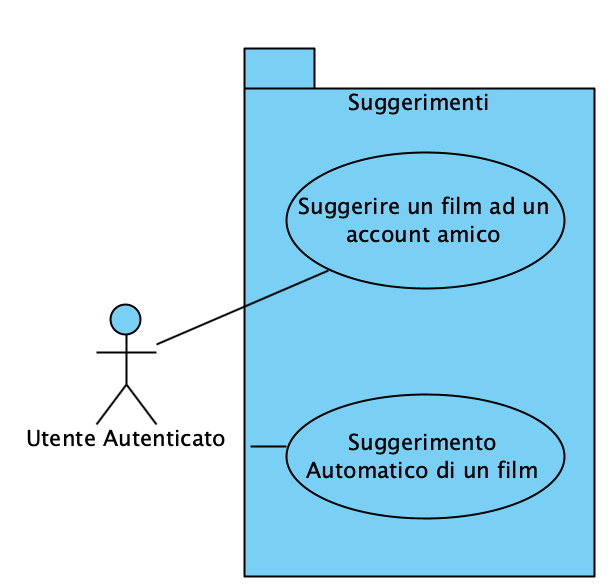 Suggerimenti
Suggerire un film ad un
account amico
Utente Autenticato
Suggerimento
Automatico di un film